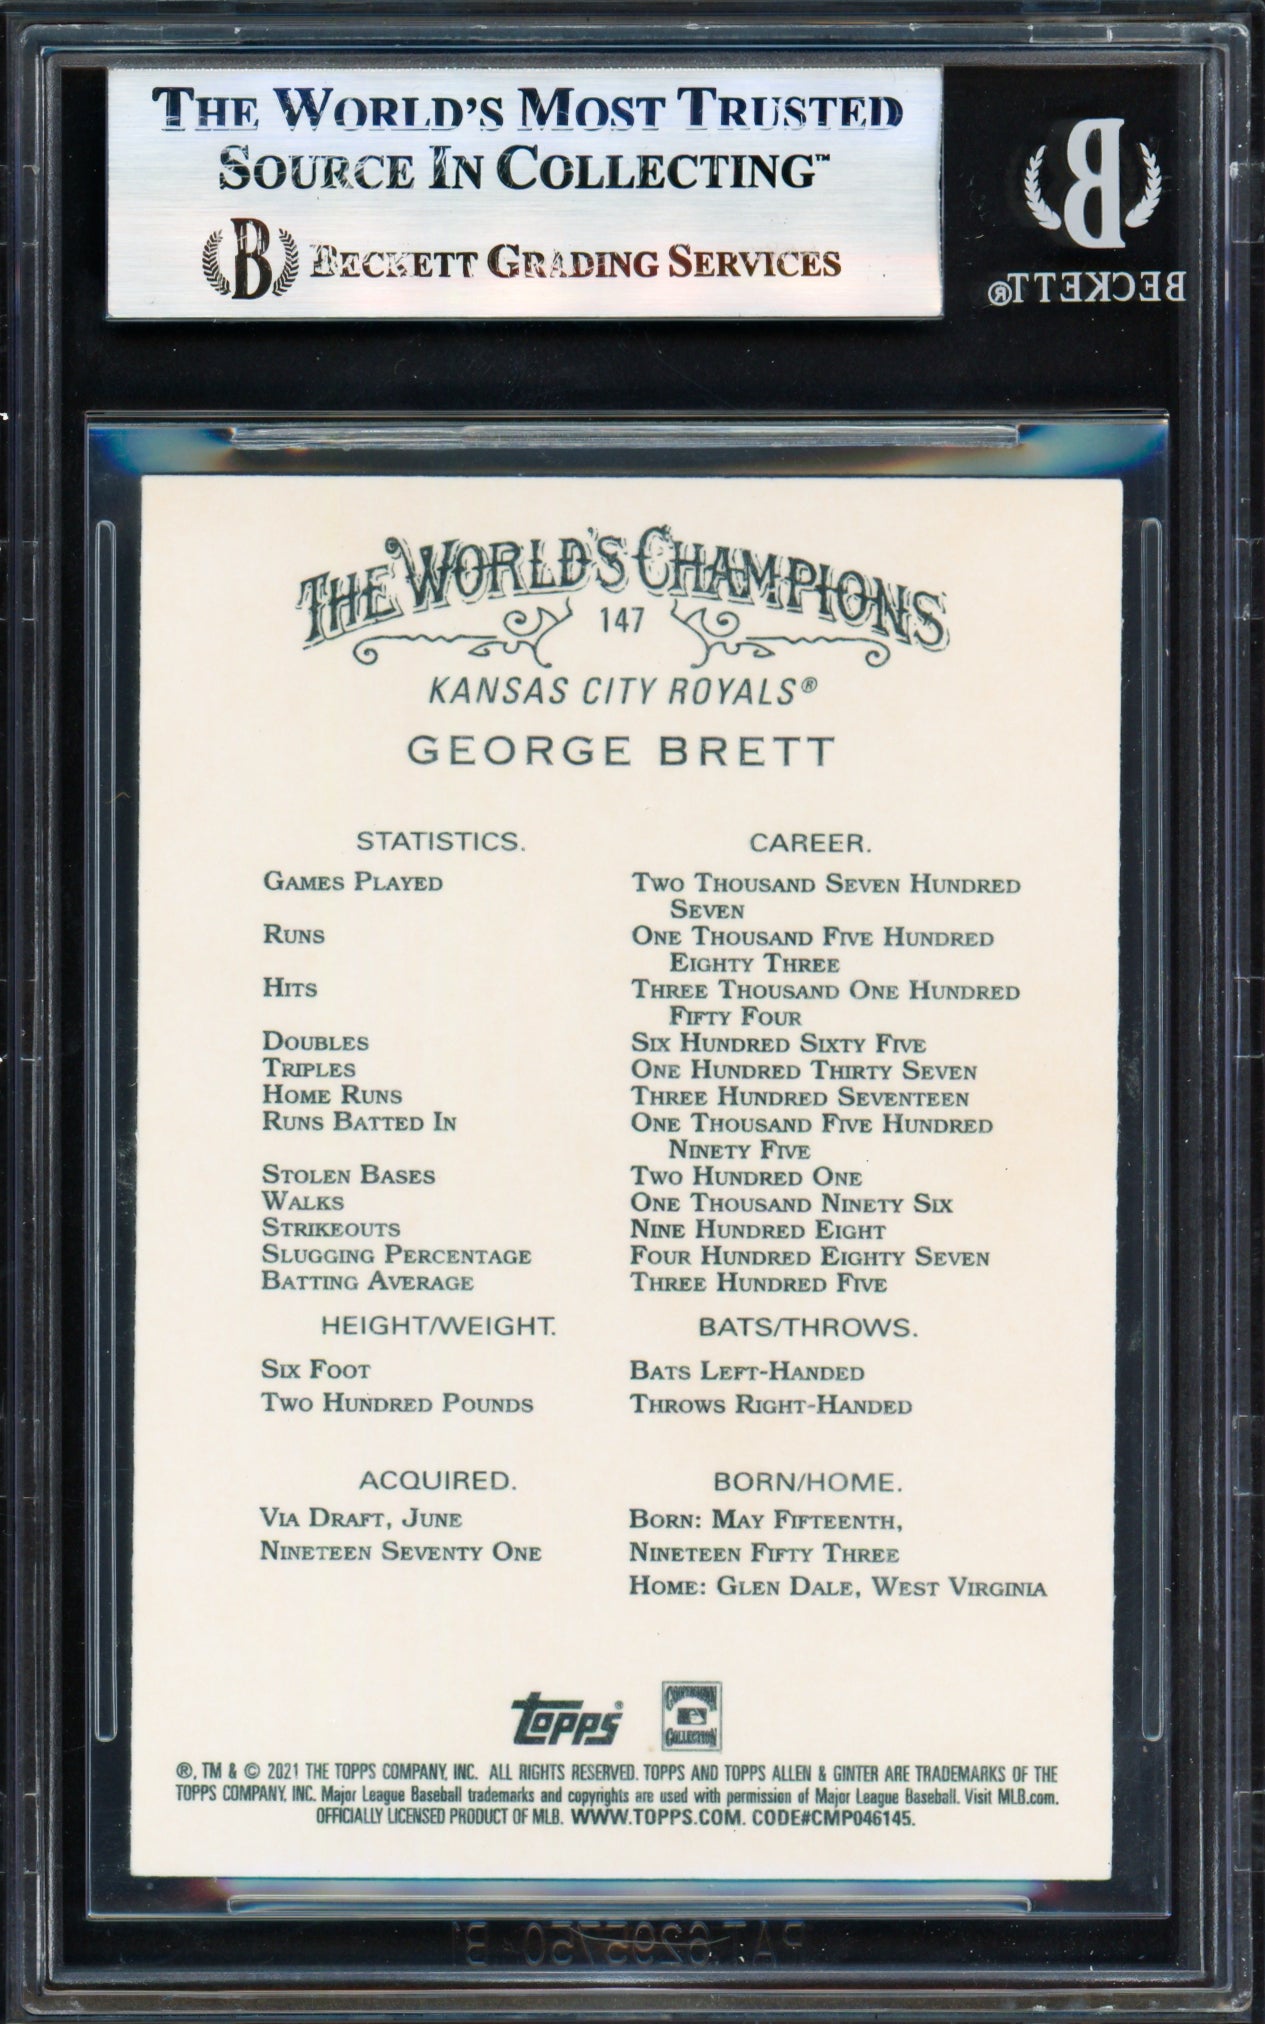 THE WORLD'S MOST TRUSTED
SOURCE IN COLLECTING™
B BECKETT GRADING SERVICES
B
BECKETT®
THE WORLD'S CHAMPIONS
147
KANSAS CITY ROYALS®
GEORGE BRETT
STATISTICS. CAREER.
GAMES PLAYED TWO THOUSAND SEVEN HUNDRED
SEVEN
RUNS ONE THOUSAND FIVE HUNDRED
EIGHTY THREE
HITS THREE THOUSAND ONE HUNDRED
FIFTY FOUR
DOUBLES SIX HUNDRED SIXTY FIVE
TRIPLES ONE HUNDRED THIRTY SEVEN
HOME RUNS THREE HUNDRED SEVENTEEN
RUNS BATTED IN ONE THOUSAND FIVE HUNDRED
NINETY FIVE
STOLEN BASES TWO HUNDRED ONE
WALKS ONE THOUSAND NINETY SIX
STRIKEOUTS NINE HUNDRED EIGHT
SLUGGING PERCENTAGE FOUR HUNDRED EIGHTY SEVEN
BATTING AVERAGE THREE HUNDRED FIVE
HEIGHT/WEIGHT. BATS/THROWS.
SIX FOOT BATS LEFT-HANDED
TWO HUNDRED POUNDS THROWS RIGHT-HANDED
ACQUIRED. BORN/HOME.
VIA DRAFT, JUNE BORN: MAY FIFTEENTH,
NINETEEN SEVENTY ONE NINETEEN FIFTY THREE
HOME: GLEN DALE, WEST VIRGINIA
topps®
COOPERSTOWN
COLLECTION
®, TM & © 2021 THE TOPPS COMPANY, INC. ALL RIGHTS RESERVED. TOPPS AND TOPPS ALLEN & GINTER ARE TRADEMARKS OF THE
TOPPS COMPANY, INC. Major League Baseball trademarks and copyrights are used with permission of Major League Baseball. Visit MLB.com.
OFFICIALLY LICENSED PRODUCT OF MLB. WWW.TOPPS.COM. CODE#CMP046145.
PAT.6295750-B1